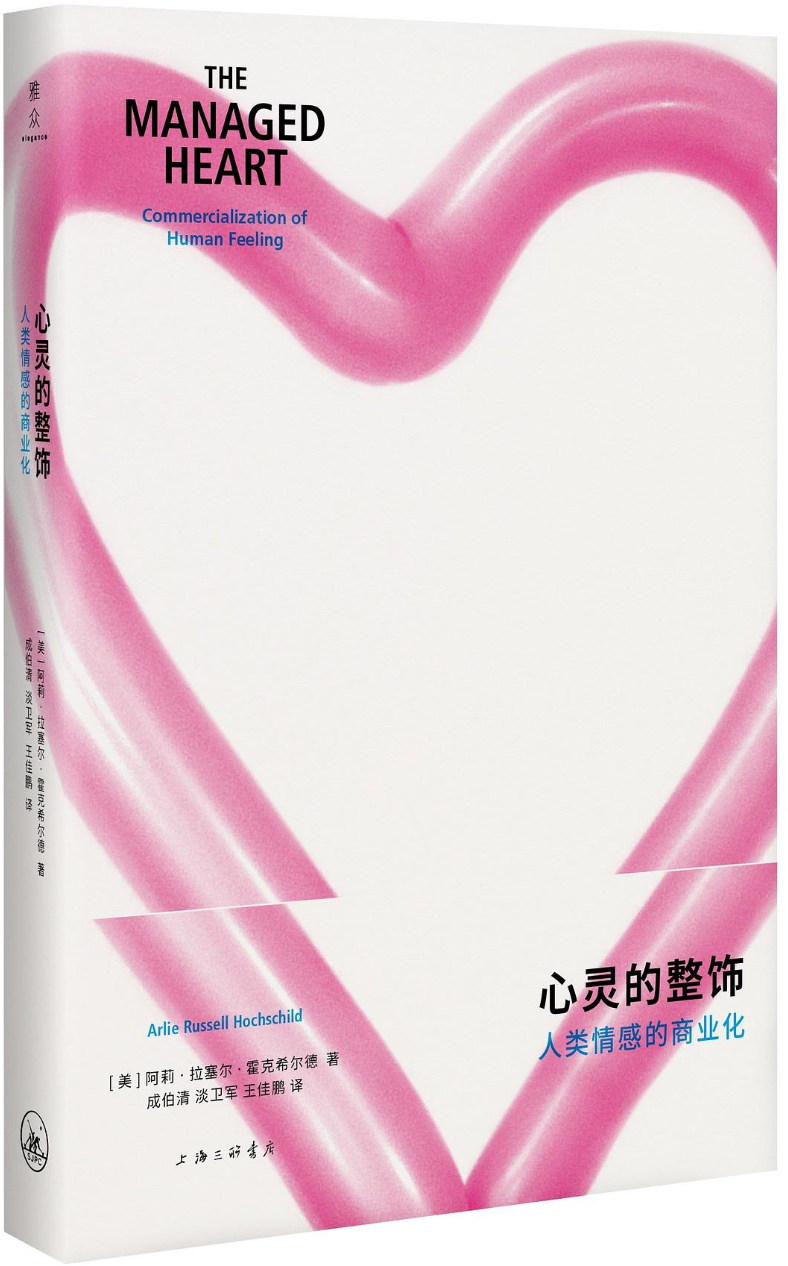 雅众
elegance
心灵的整饰
人类情感的商业化
[美] 阿莉·拉塞尔·霍克希尔德 著
成伯清 淡卫军 王佳鹏 译
SJPC
THE
MANAGED
HEART
Commercialization of
Human Feeling
心灵的整饰
人类情感的商业化
Arlie Russell Hochschild
[美] 阿莉·拉塞尔·霍克希尔德 著
成伯清 淡卫军 王佳鹏 译
上海三联书店